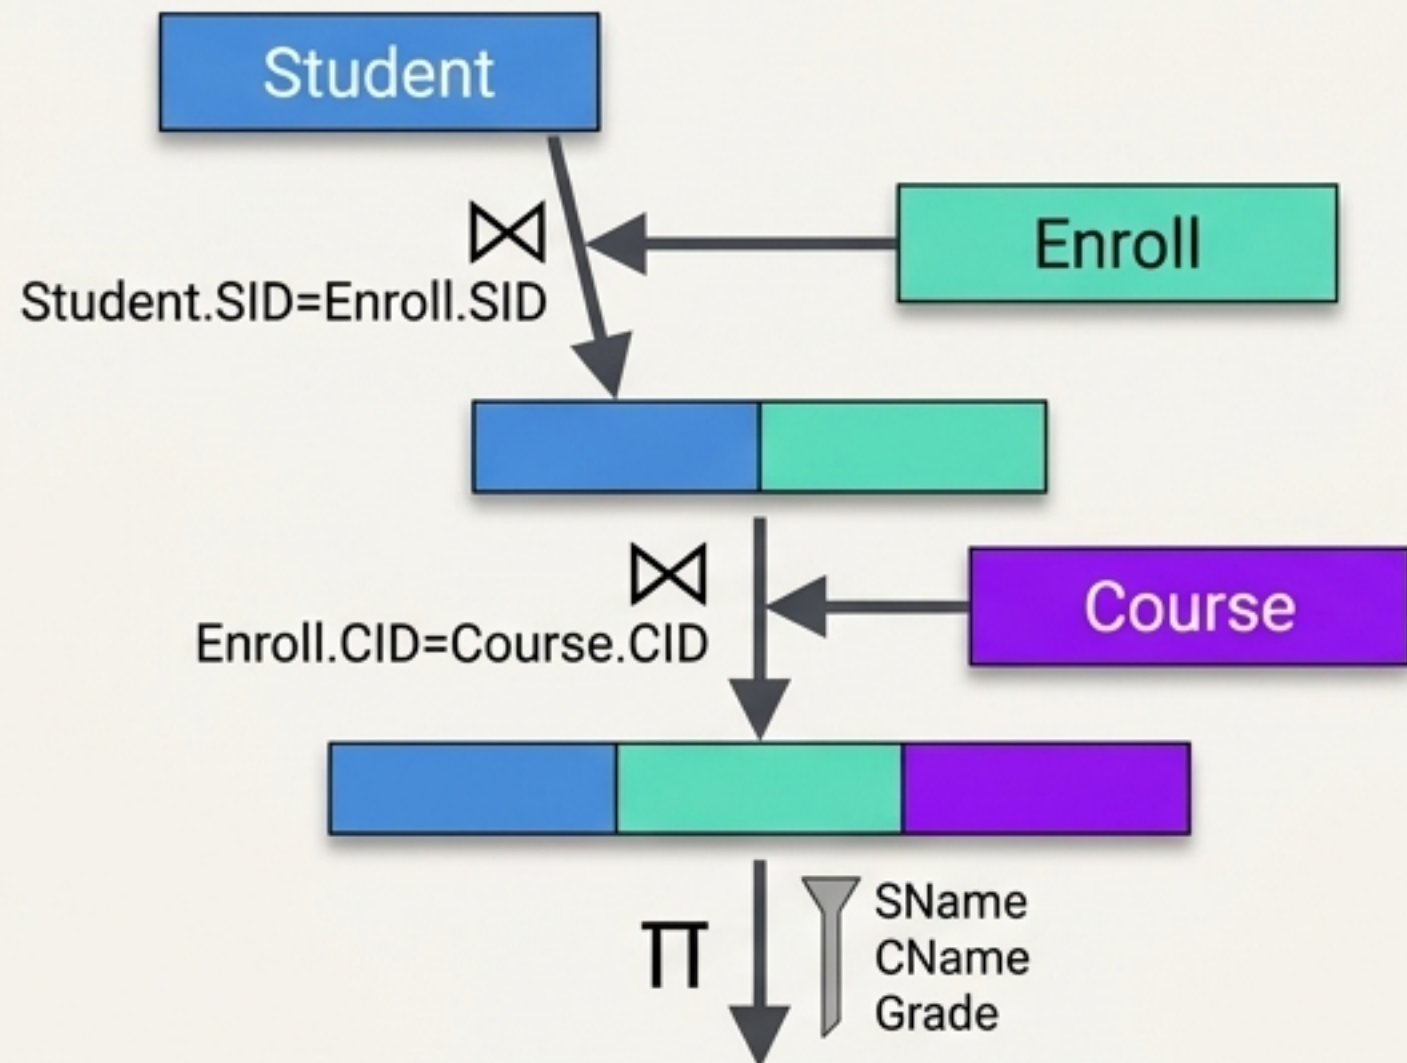 Student
Enroll
⋈
Student.SID=Enroll.SID
⋈
Course
Enroll.CID=Course.CID
Π
SName
CName
Grade